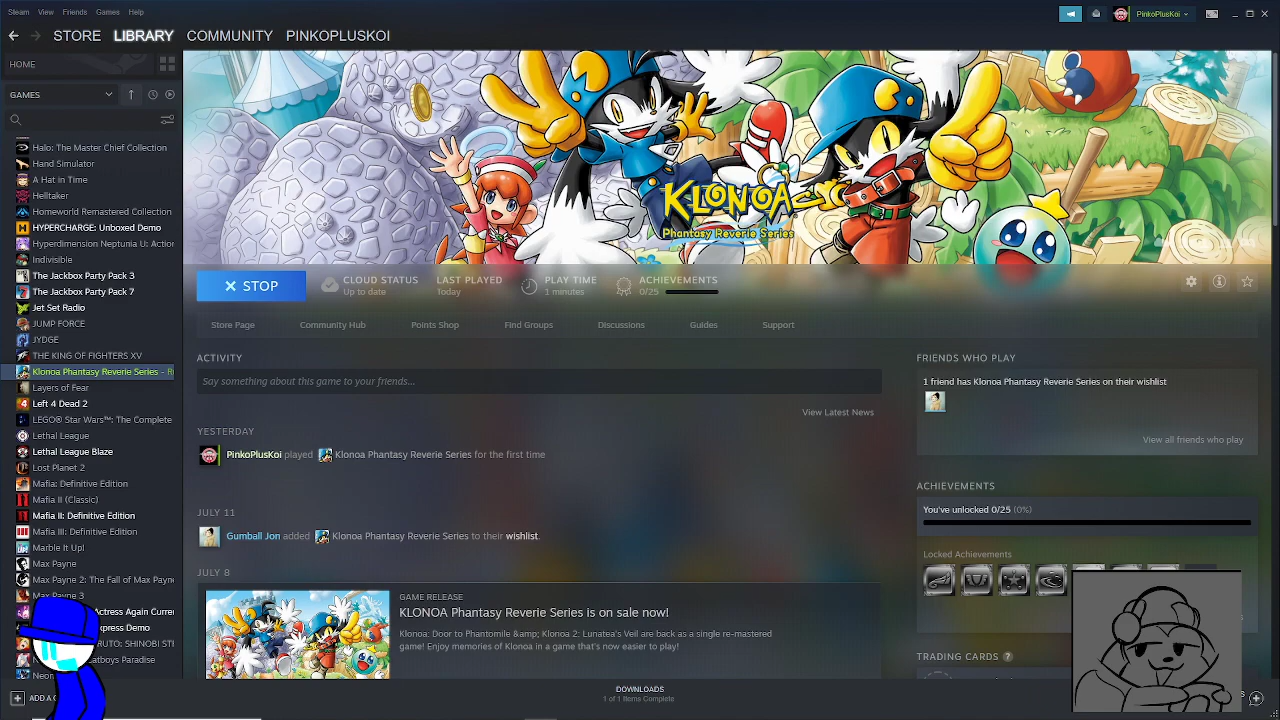 Steam View Friends Games Help
PinkoPlusKoi
STORE LIBRARY COMMUNITY PINKOPLUSKOI
HOME
GAMES
Halo: The Master Chief Collection
Hand Simulator
A Hat in Time
Helltaker
Homeworld Remastered Collection
HYPERCHARGE: Unboxed Demo
Hyperdimension Neptunia U: Action
Indivisible
The Jackbox Party Pack 3
The Jackbox Party Pack 7
Jet Set Radio
JUMP FORCE
JYDGE
THE KING OF FIGHTERS XV
Klonoa Phantasy Reverie Series - R
Layers of Fear
Left 4 Dead 2
LEGO® Star Wars™: The Complete
Lethal League
Lethal League Blaze
Lost Planet 2
Mafia: Definitive Edition
Mafia II (Classic)
Mafia II: Definitive Edition
Mafia III: Definitive Edition
Marble It Up!
Max Payne
Max Payne 2: The Fall of Max Payne
Max Payne 3
Actress Again Curren
xpress Demo
RUTO: SHINOBI STI
atboys Paradise
Neon
ADD A G
KLONOA
Phantasy Reverie Series
STOP
CLOUD STATUS
Up to date
LAST PLAYED
Today
PLAY TIME
1 minutes
ACHIEVEMENTS
0/25
Store Page Community Hub Points Shop Find Groups Discussions Guides Support
ACTIVITY
Say something about this game to your friends...
View Latest News
YESTERDAY
PinkoPlusKoi played Klonoa Phantasy Reverie Series for the first time
JULY 11
Gumball Jon added Klonoa Phantasy Reverie Series to their wishlist.
JULY 8
GAME RELEASE
KLONOA Phantasy Reverie Series is on sale now!
Klonoa: Door to Phantomile &amp; Klonoa 2: Lunatea's Veil are back as a single re-mastered
game! Enjoy memories of Klonoa in a game that's now easier to play!
FRIENDS WHO PLAY
1 friend has Klonoa Phantasy Reverie Series on their wishlist
View all friends who play
ACHIEVEMENTS
You've unlocked 0/25 (0%)
Locked Achievements
TRADING CARDS
DOWNLOADS
1 of 1 Items Complete